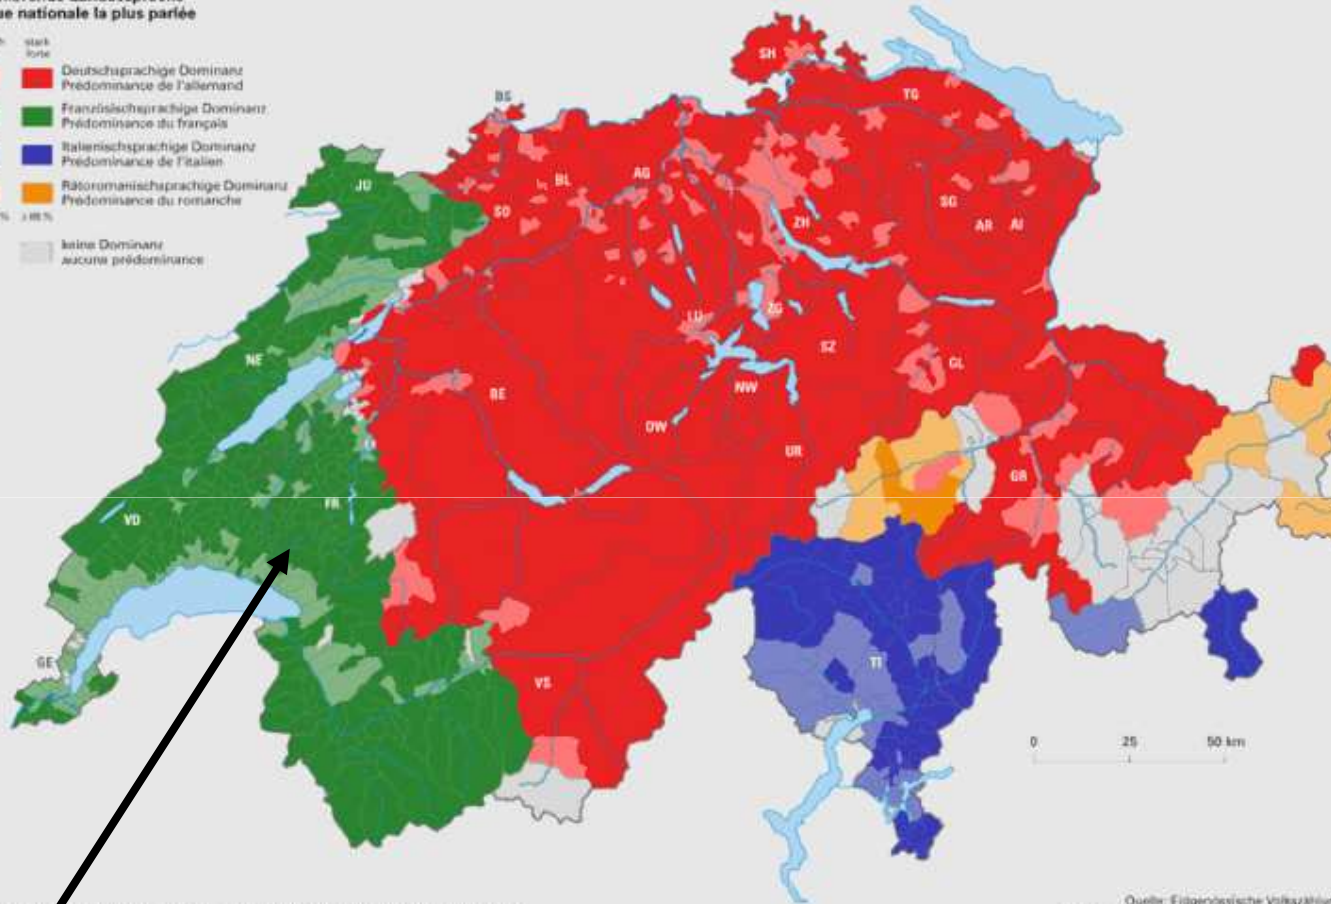 ue nationale la plus parlée
stark
forte
Deutschsprachige Dominanz
Prédominance de l'allemand
Französischsprachige Dominanz
Prédominance du français
Italienischsprachige Dominanz
Prédominance de l'italien
Rätoromanischsprachige Dominanz
Prédominance du romanche
keine Dominanz
aucune prédominance
SH
BS
TG
JU
BL
AG
SO
ZH
SG
AR
AI
LU
ZG
SZ
NE
GL
BE
NW
OW
UR
GR
FR
VD
GE
TI
VS
0
25
50 km
Quelle: Eidgenössische